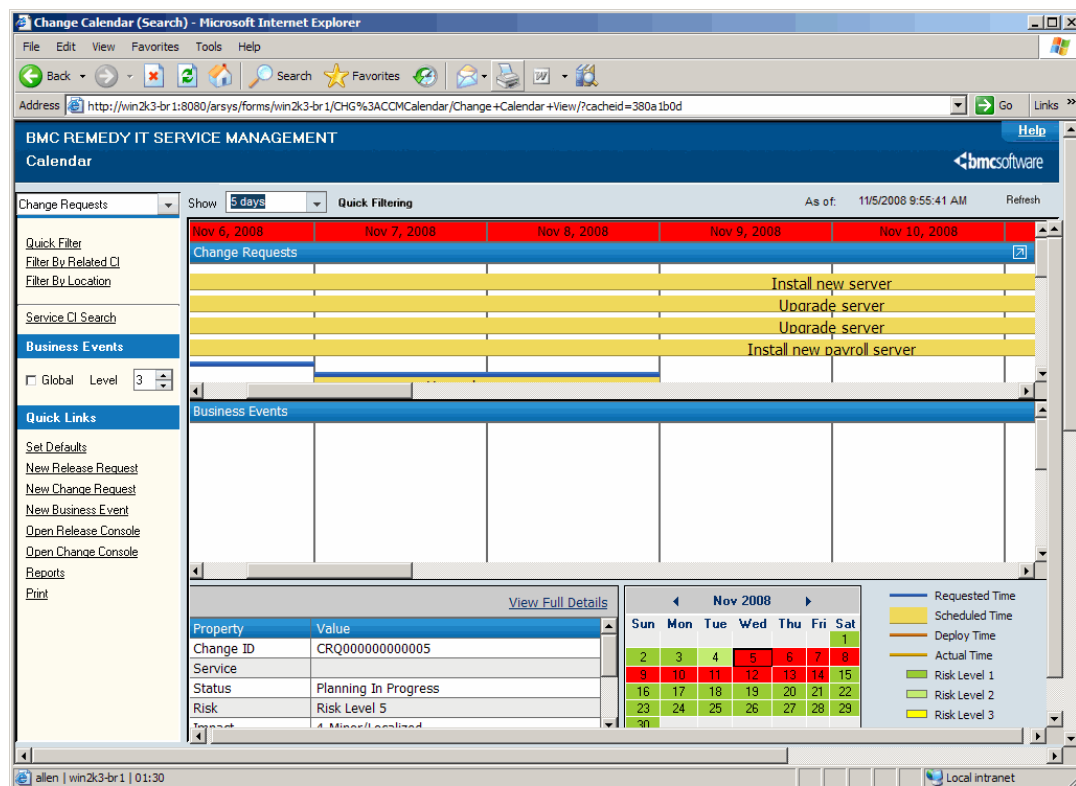 Change Calendar (Search) - Microsoft Internet Explorer
File Edit View Favorites Tools Help
Back Search Favorites
Address http://win2k3-br1:8080/arsys/forms/win2k3-br1/CHG%3ACCMCalendar/Change+Calendar+View/?cacheid=380a1b0d Go Links »
BMC REMEDY IT SERVICE MANAGEMENT
Help
Calendar
bmcsoftware
Change Requests
Show 5 days Quick Filtering As of: 11/5/2008 9:55:41 AM Refresh
Quick Filter
Filter By Related CI
Filter By Location
Service CI Search
Business Events
Global Level 3
Quick Links
Set Defaults
New Release Request
New Change Request
New Business Event
Open Release Console
Open Change Console
Reports
Print
Nov 6, 2008 Nov 7, 2008 Nov 8, 2008 Nov 9, 2008 Nov 10, 2008
Change Requests
Install new server
Upgrade server
Upgrade server
Install new payroll server
Business Events
View Full Details
Property Value
Change ID CRQ000000000005
Service
Status Planning In Progress
Risk Risk Level 5
Impact 4-Minor/Localized
Nov 2008
Sun Mon Tue Wed Thu Fri Sat
1
2 3 4 5 6 7 8
9 10 11 12 13 14 15
16 17 18 19 20 21 22
23 24 25 26 27 28 29
30
Requested Time
Scheduled Time
Deploy Time
Actual Time
Risk Level 1
Risk Level 2
Risk Level 3
allen | win2k3-br1 | 01:30
Local intranet